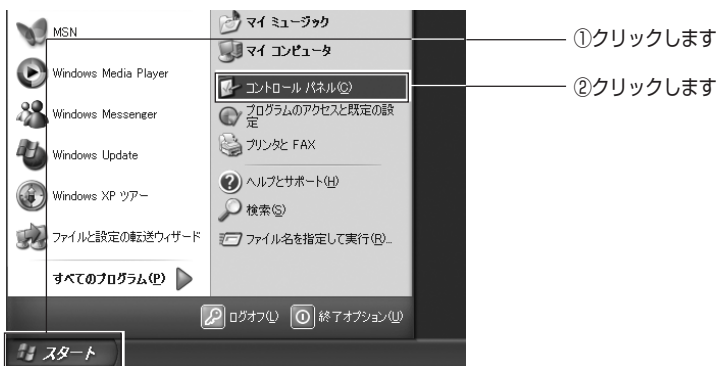 MSN
Windows Media Player
Windows Messenger
Windows Update
Windows XP ツアー
ファイルと設定の転送ウィザード
すべてのプログラム(P)
マイ ミュージック
マイ コンピュータ
コントロール パネル(C)
プログラムのアクセスと既定の設
定
プリンタと FAX
ヘルプとサポート(H)
検索(S)
ファイル名を指定して実行(R)...
ログオフ(L)
終了オプション(U)
スタート
①クリックします
②クリックします